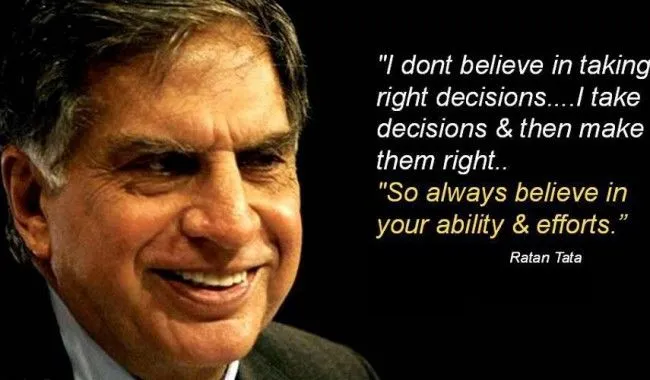 "I dont believe in taking
right decisions....I take
decisions & then make
them right..
"So always believe in
your ability & efforts.”
Ratan Tata